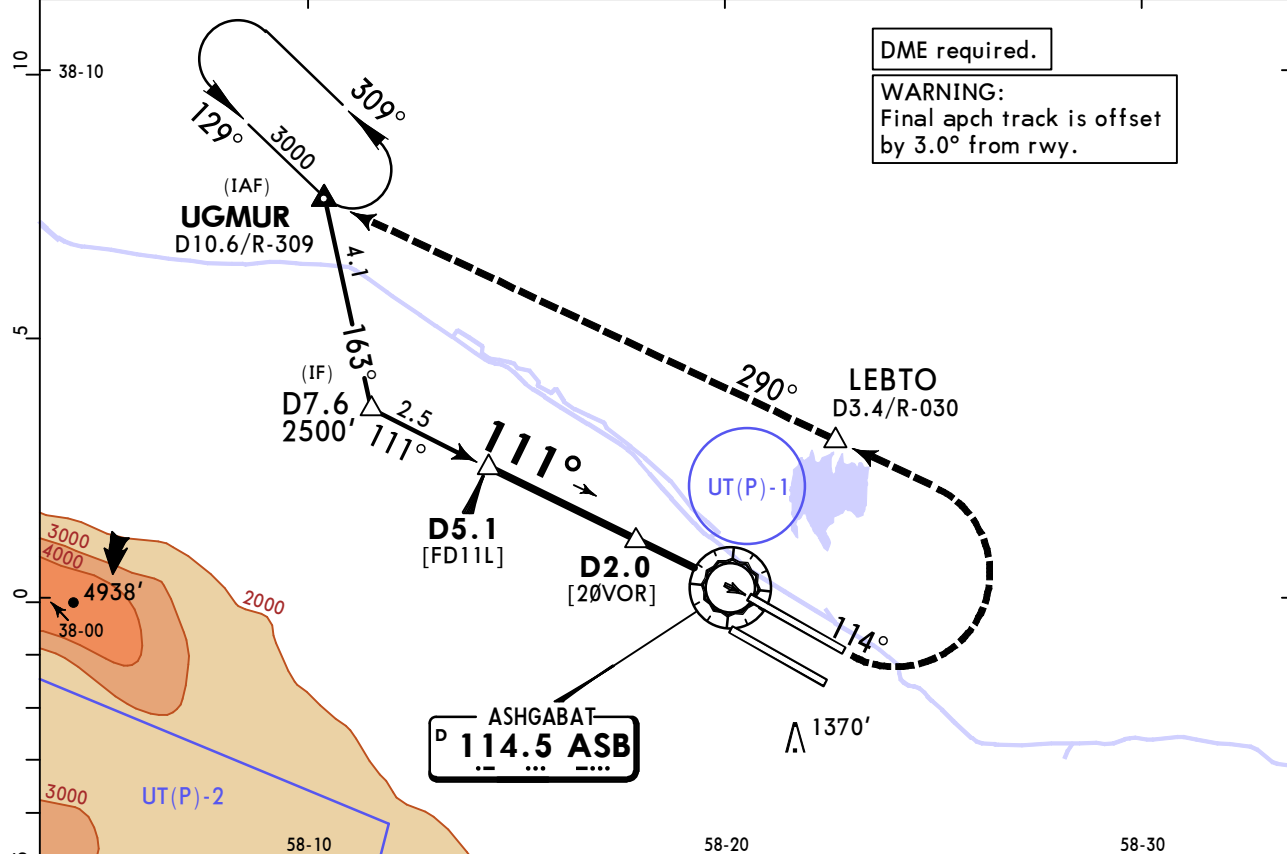 DME required.
WARNING:
Final apch track is offset
by 3.0° from rwy.
10
38-10
309°
129°
3000
(IAF)
UGMUR
D10.6/R-309
4.1
163°
5
(IF)
D7.6
2500'
2.5
111°
111°
290°
LEBTO
D3.4/R-030
UT(P)-1
D5.1
[FD11L]
D2.0
[2ØVOR]
3000
4000
4938'
2000
0
38-00
114°
ASHGABAT
D 114.5 ASB
1370'
3000
UT(P)-2
58-10
58-20
58-30